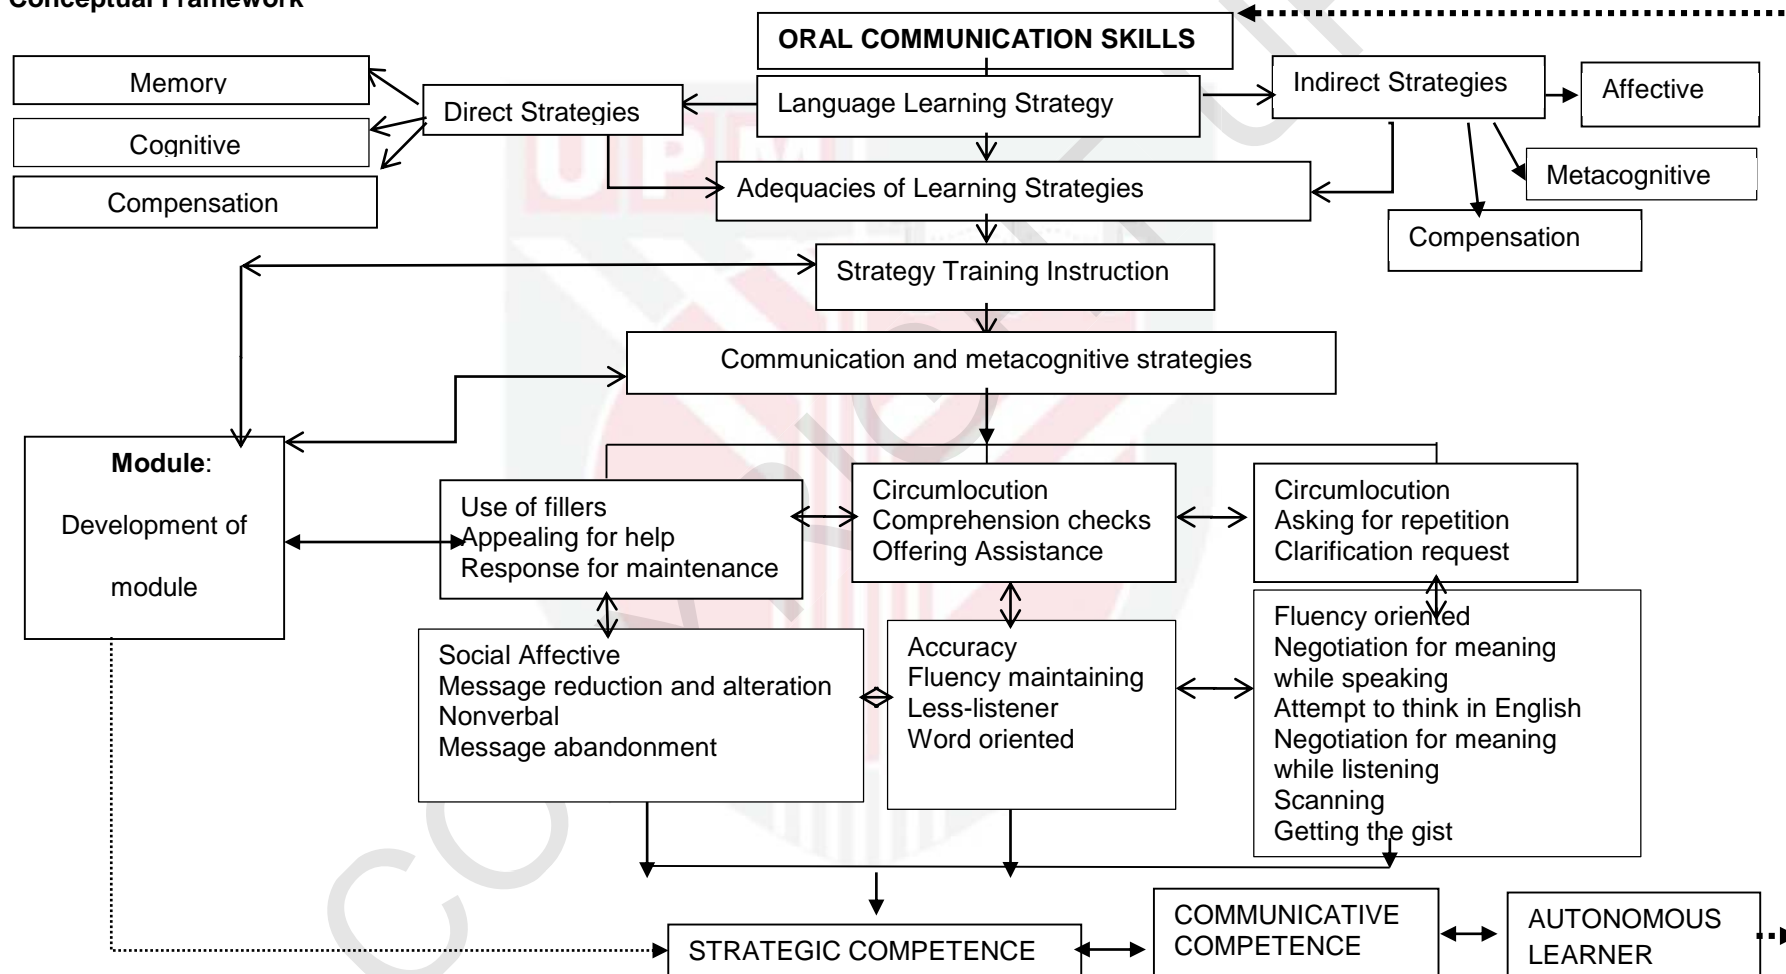 Conceptual Framework
ORAL COMMUNICATION SKILLS
Memory
Direct Strategies
Language Learning Strategy
Indirect Strategies
Affective
Cognitive
Compensation
Adequacies of Learning Strategies
Metacognitive
Compensation
Strategy Training Instruction
Communication and metacognitive strategies
Module:
Development of
module
Use of fillers
Appealing for help
Response for maintenance
Circumlocution
Comprehension checks
Offering Assistance
Circumlocution
Asking for repetition
Clarification request
Social Affective
Message reduction and alteration
Nonverbal
Message abandonment
Accuracy
Fluency maintaining
Less-listener
Word oriented
Fluency oriented
Negotiation for meaning
while speaking
Attempt to think in English
Negotiation for meaning
while listening
Scanning
Getting the gist
STRATEGIC COMPETENCE
COMMUNICATIVE
COMPETENCE
AUTONOMOUS
LEARNER
UPM